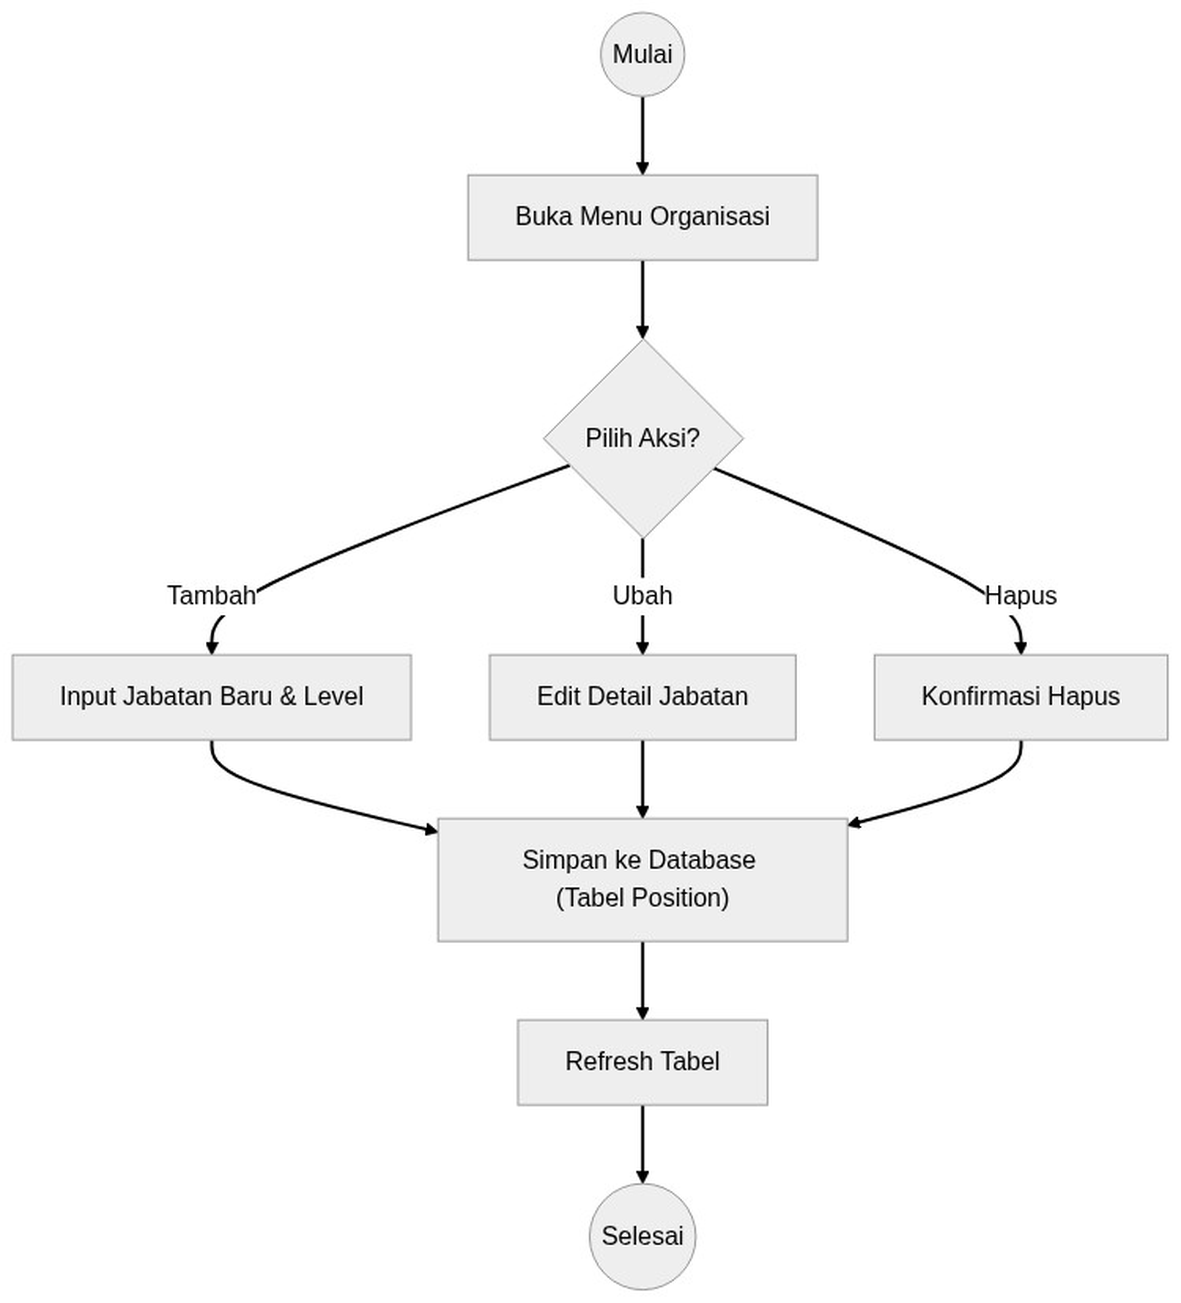 Mulai
Buka Menu Organisasi
Pilih Aksi?
Tambah
Ubah
Hapus
Input Jabatan Baru & Level
Edit Detail Jabatan
Konfirmasi Hapus
Simpan ke Database
(Tabel Position)
Refresh Tabel
Selesai